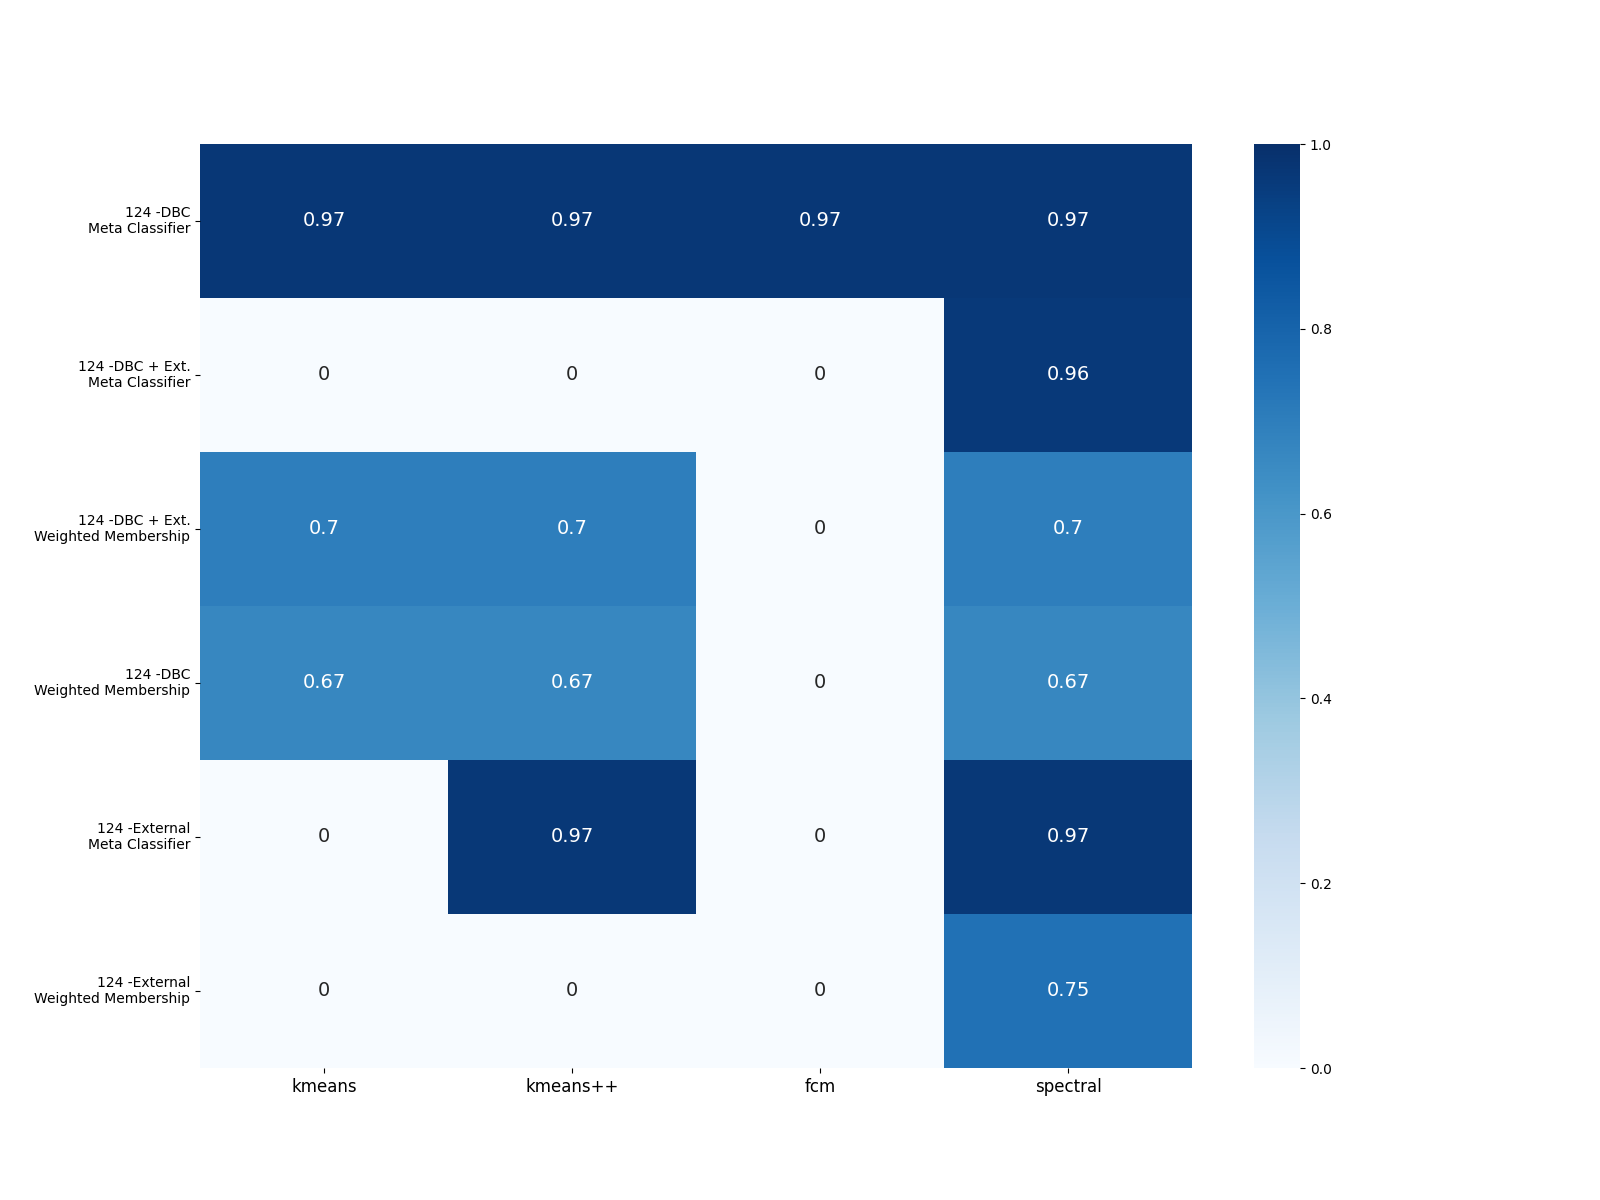 124 -DBC
Meta Classifier
0.97 0.97 0.97 0.97
124 -DBC + Ext.
Meta Classifier
0 0 0 0.96
124 -DBC + Ext.
Weighted Membership
0.7 0.7 0 0.7
124 -DBC
Weighted Membership
0.67 0.67 0 0.67
124 -External
Meta Classifier
0 0.97 0 0.97
124 -External
Weighted Membership
0 0 0 0.75
kmeans kmeans++ fcm spectral
1.0
0.8
0.6
0.4
0.2
0.0